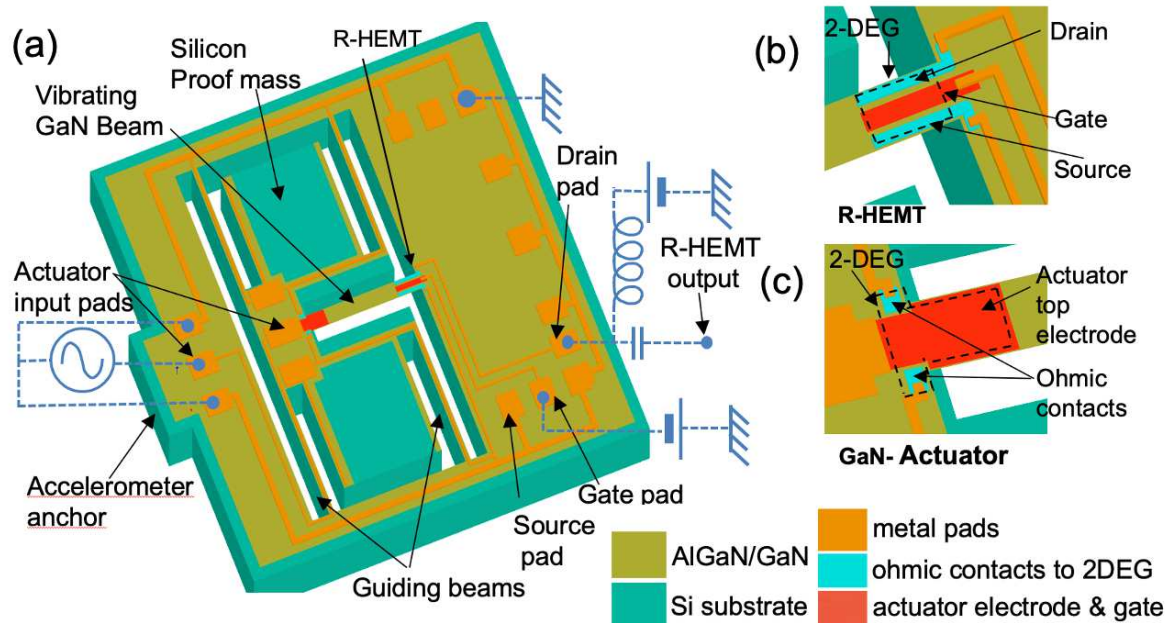 (a)
Silicon
Proof mass
R-HEMT
Vibrating
GaN Beam
Drain
pad
R-HEMT
output
Actuator
input pads
Accelerometer
anchor
Guiding beams
Source
pad
Gate pad
(b)
2-DEG
Drain
Gate
Source
R-HEMT
(c)
2-DEG
Actuator
top
electrode
Ohmic
contacts
GaN- Actuator
AlGaN/GaN
Si substrate
metal pads
ohmic contacts to 2DEG
actuator electrode & gate